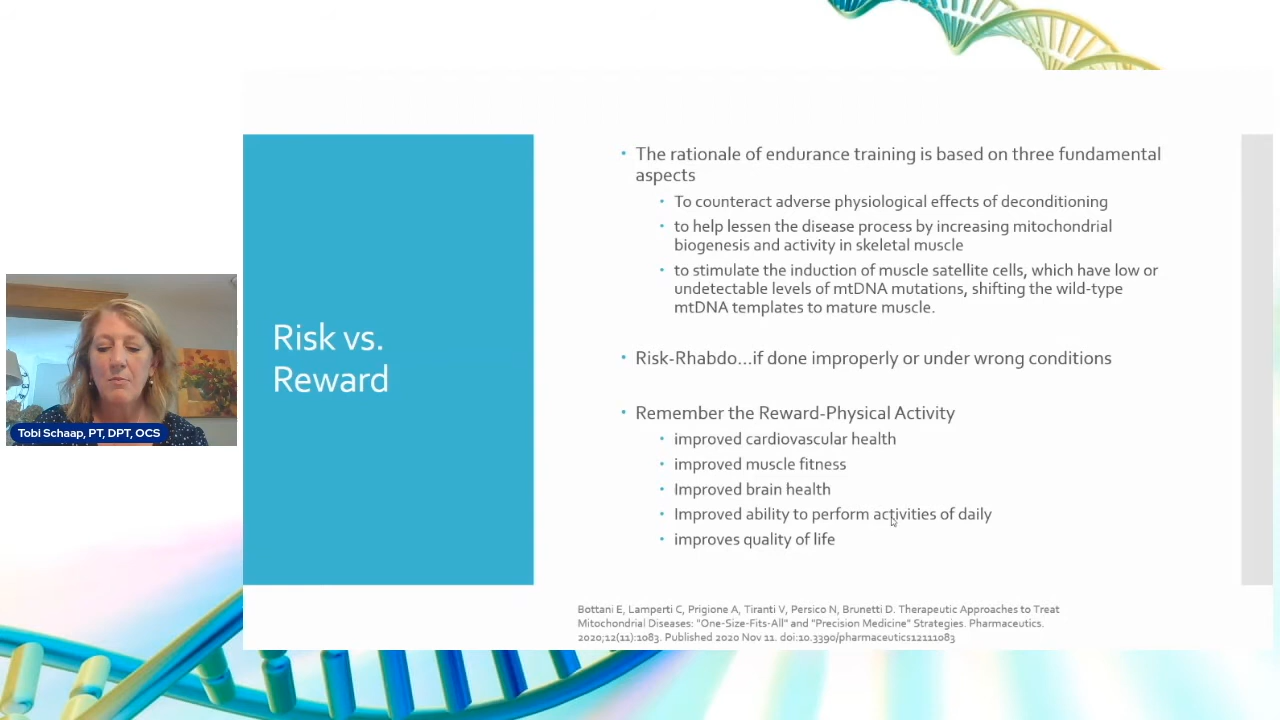 Risk vs.
Reward
• The rationale of endurance training is based on three fundamental
aspects
• To counteract adverse physiological effects of deconditioning
• to help lessen the disease process by increasing mitochondrial
biogenesis and activity in skeletal muscle
• to stimulate the induction of muscle satellite cells, which have low or
undetectable levels of mtDNA mutations, shifting the wild-type
mtDNA templates to mature muscle.
• Risk-Rhabdo...if done improperly or under wrong conditions
• Remember the Reward-Physical Activity
• improved cardiovascular health
• improved muscle fitness
• Improved brain health
• Improved ability to perform activities of daily
• improves quality of life
Bottani E, Lamperti C, Prigione A, Tiranti V, Persico N, Brunetti D. Therapeutic Approaches to Treat
Mitochondrial Diseases: "One-Size-Fits-All" and "Precision Medicine" Strategies. Pharmaceutics.
2020;12(11):1083. Published 2020 Nov 11. doi:10.3390/pharmaceutics12111083
Tobi Schaap, PT, DPT, OCS